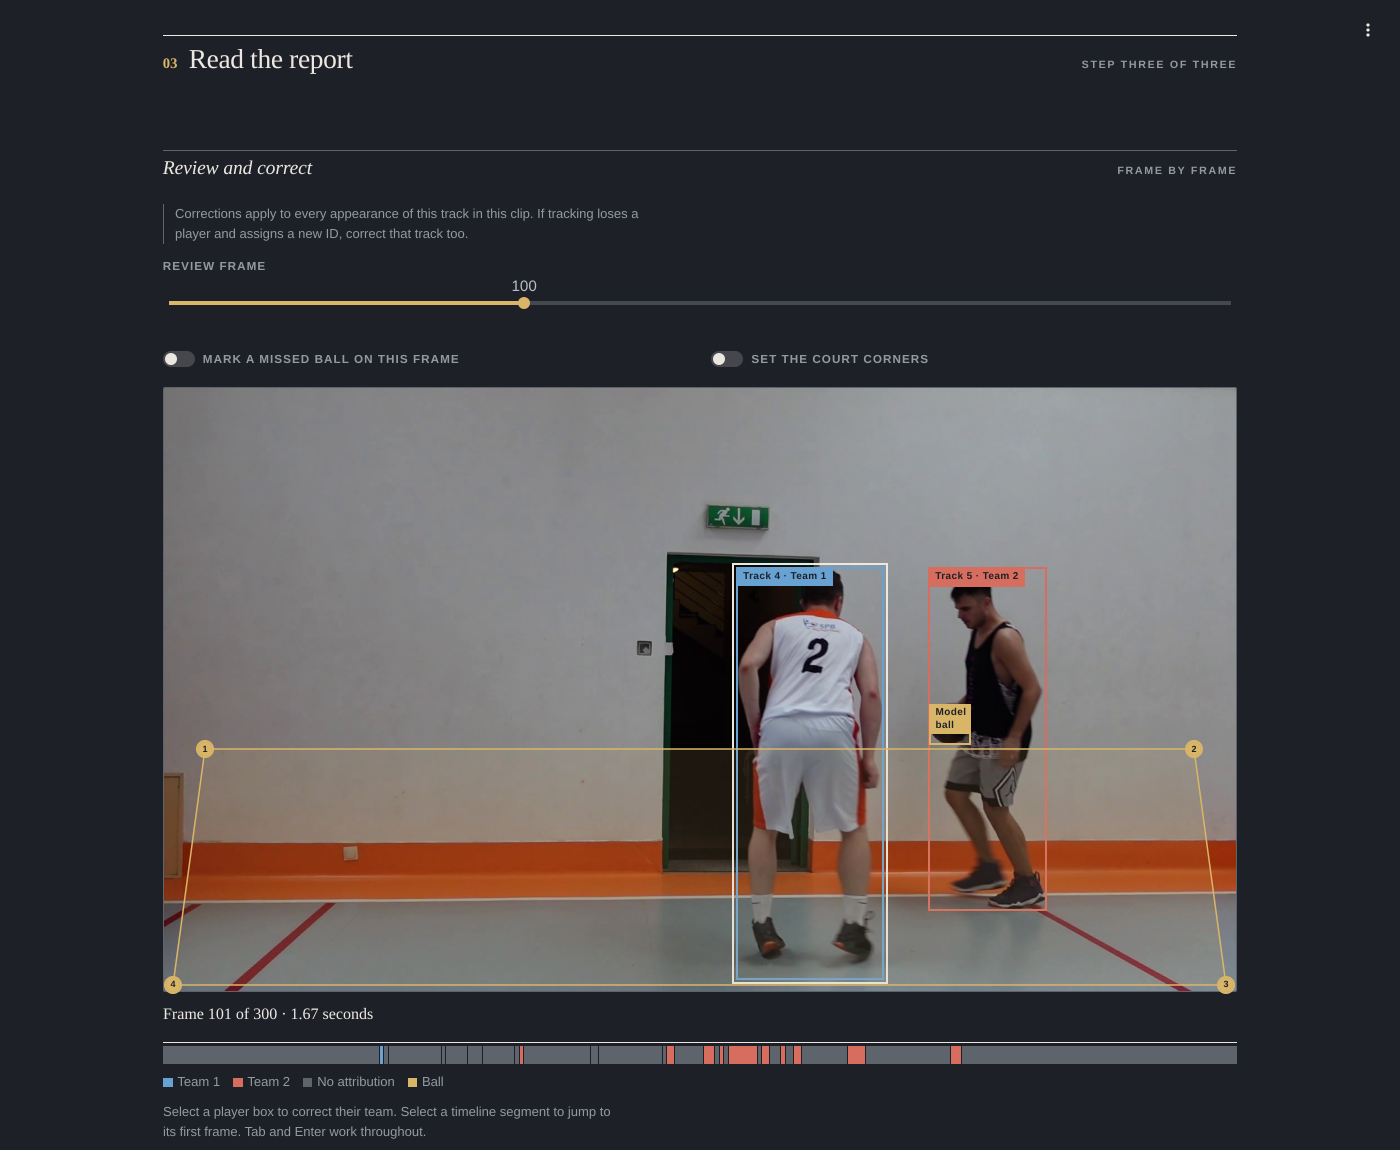 03 Read the report
STEP THREE OF THREE
Review and correct
FRAME BY FRAME
Corrections apply to every appearance of this track in this clip. If tracking loses a
player and assigns a new ID, correct that track too.
REVIEW FRAME
100
MARK A MISSED BALL ON THIS FRAME
SET THE COURT CORNERS
Track 4 · Team 1
Track 5 · Team 2
SPB
2
Model
ball
1
2
4
3
Frame 101 of 300 · 1.67 seconds
Team 1
Team 2
No attribution
Ball
Select a player box to correct their team. Select a timeline segment to jump to
its first frame. Tab and Enter work throughout.